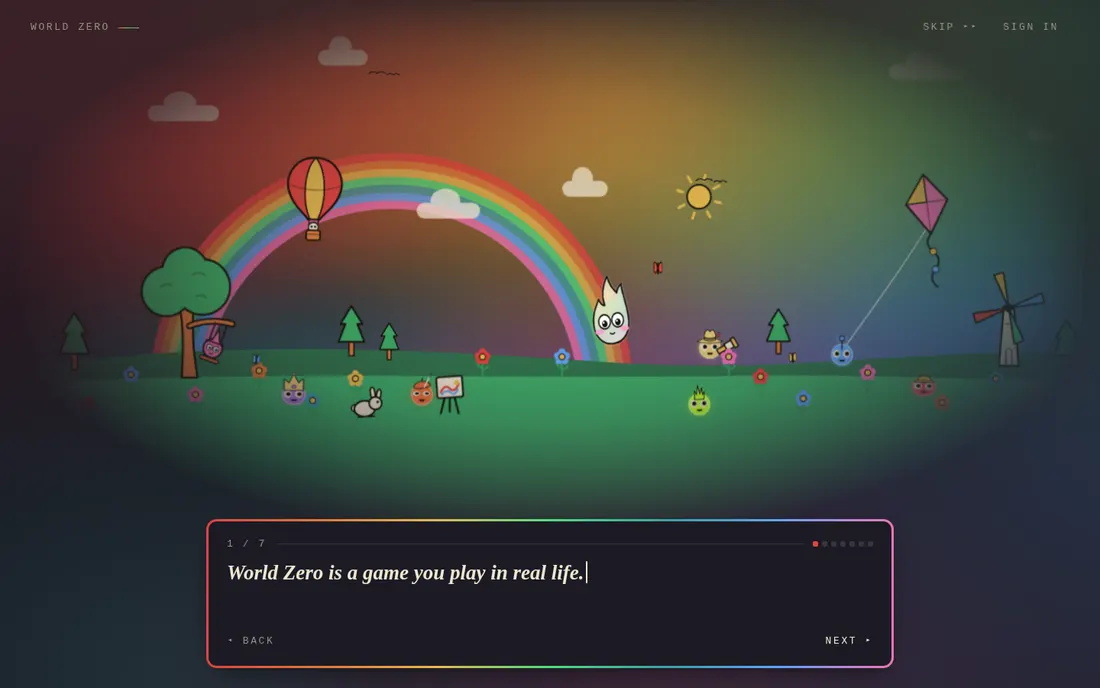 WORLD ZERO
SKIP
SIGN IN
1 / 7
World Zero is a game you play in real life.
BACK
NEXT